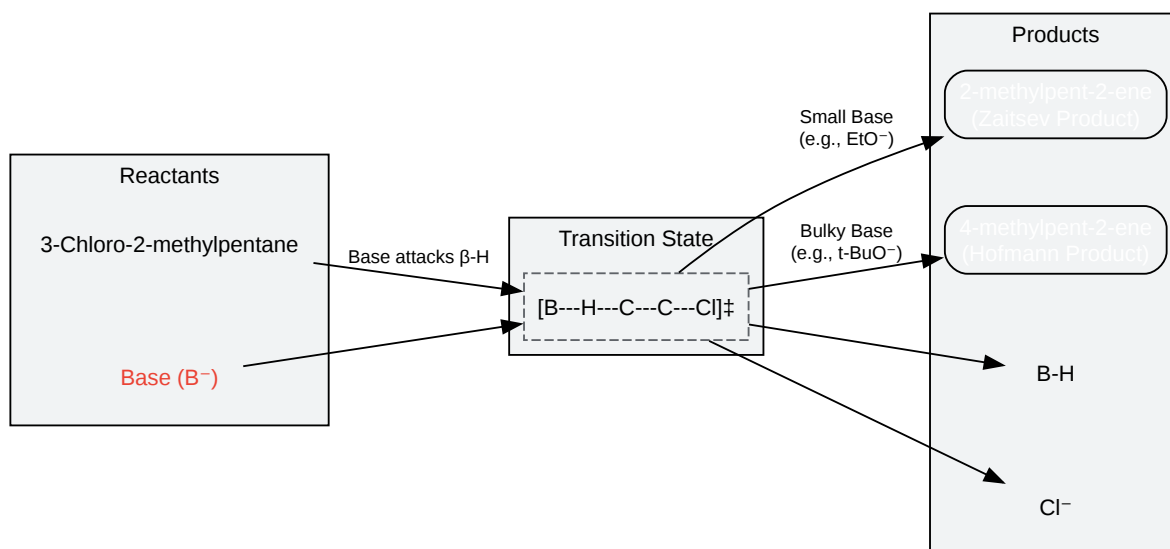 Reactants
3-Chloro-2-methylpentane
Base (B⁻)
Base attacks β-H
Transition State
[B---H---C---C---Cl]‡
Small Base
(e.g., EtO⁻)
Bulky Base
(e.g., t-BuO⁻)
Products
2-methylpent-2-ene
(Zaitsev Product)
4-methylpent-2-ene
(Hofmann Product)
B-H
Cl⁻